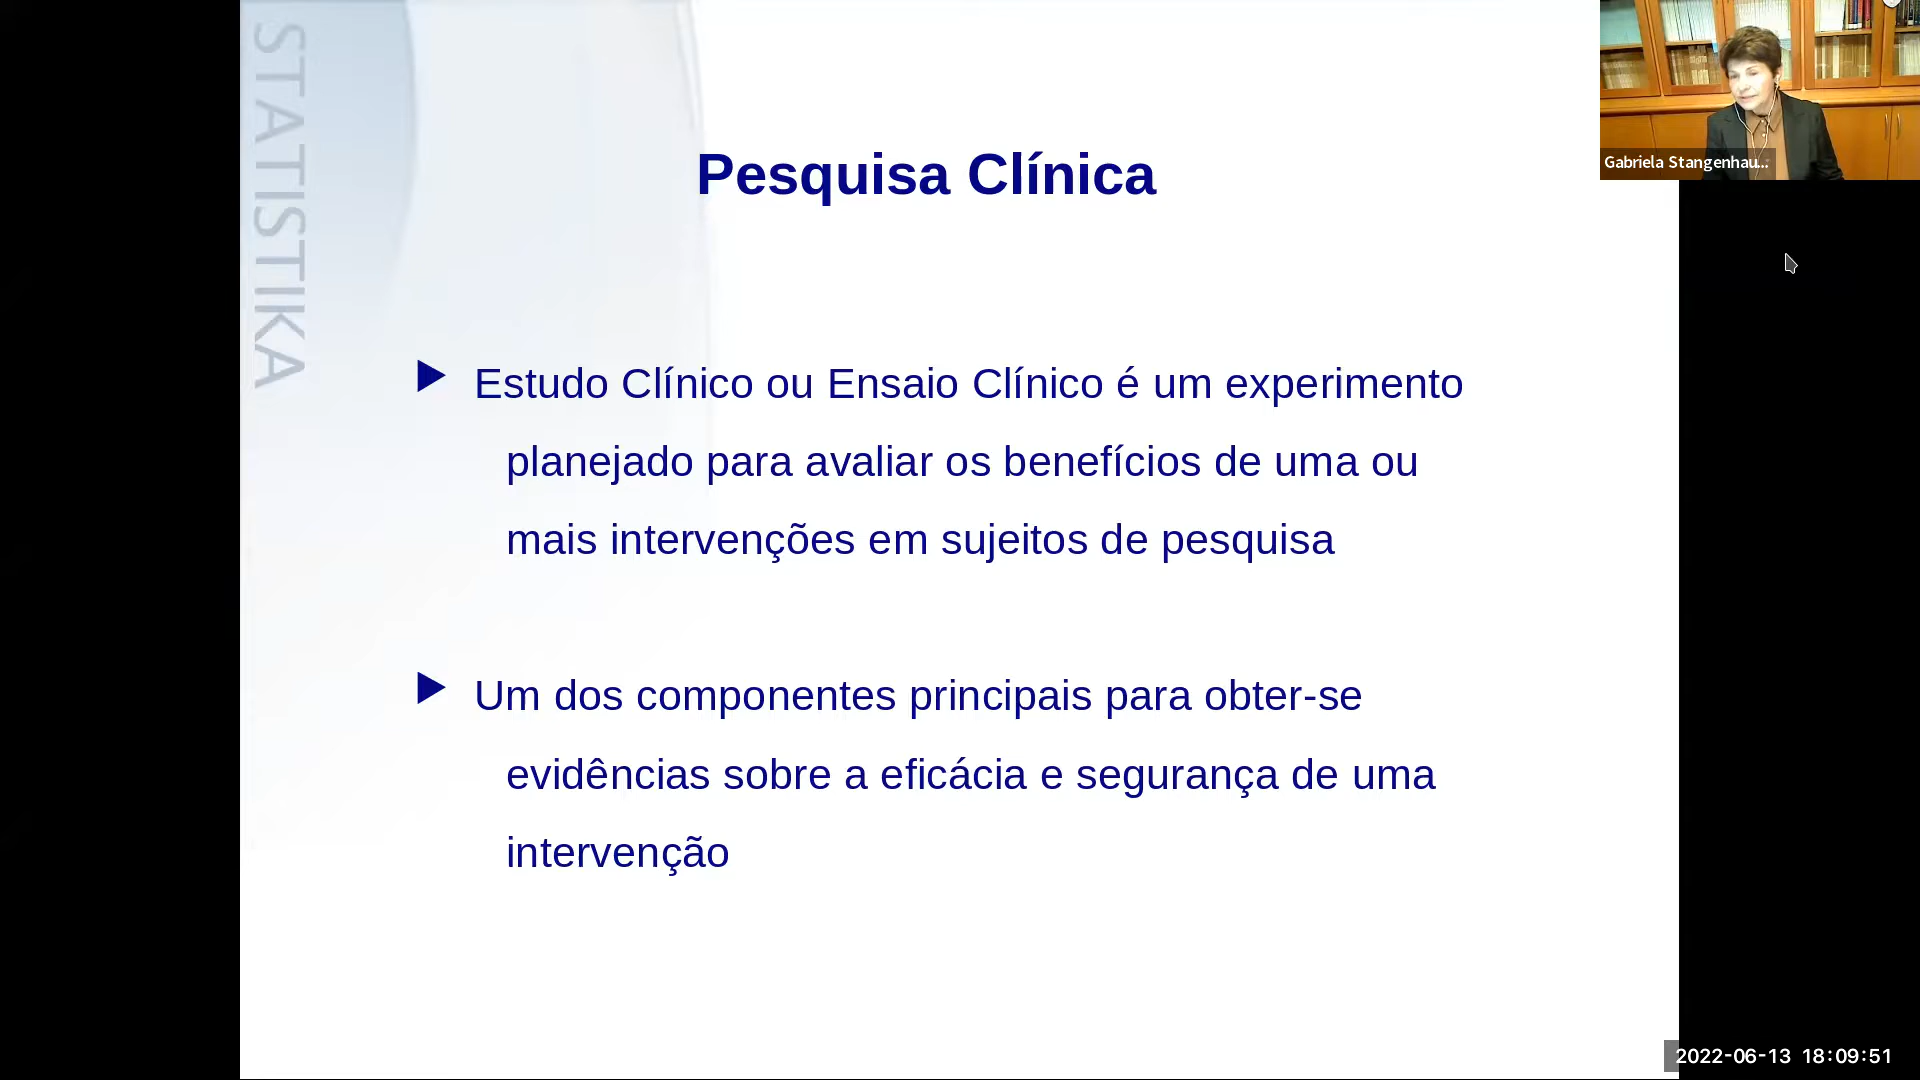 STATISTIKA
Pesquisa Clínica
Estudo Clínico ou Ensaio Clínico é um experimento
planejado para avaliar os benefícios de uma ou
mais intervenções em sujeitos de pesquisa
Um dos componentes principais para obter-se
evidências sobre a eficácia e segurança de uma
intervenção
Gabriela Stangenhau...
2022-06-13 18:09:51